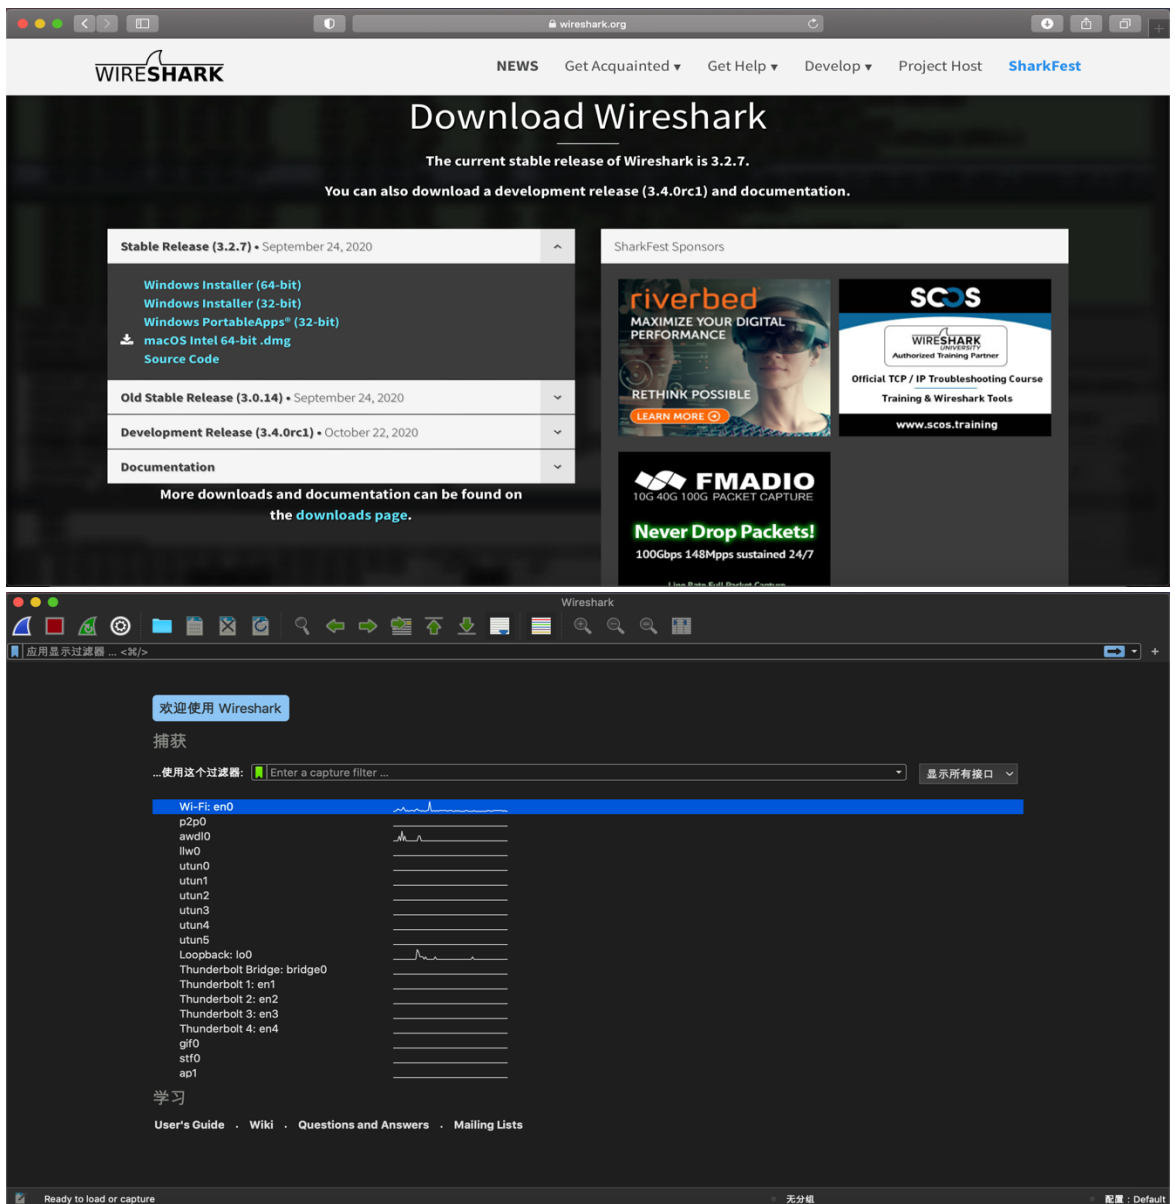 wireshark.org
WIRESHARK
NEWS Get Acquainted ▾ Get Help ▾ Develop ▾ Project Host SharkFest
Download Wireshark
The current stable release of Wireshark is 3.2.7.
You can also download a development release (3.4.0rc1) and documentation.
Stable Release (3.2.7) • September 24, 2020
Windows Installer (64-bit)
Windows Installer (32-bit)
Windows PortableApps® (32-bit)
macOS Intel 64-bit .dmg
Source Code
Old Stable Release (3.0.14) • September 24, 2020
Development Release (3.4.0rc1) • October 22, 2020
Documentation
More downloads and documentation can be found on
the downloads page.
SharkFest Sponsors
riverbed
MAXIMIZE YOUR DIGITAL
PERFORMANCE
RETHINK POSSIBLE
LEARN MORE
SCOS
WIRESHARK
UNIVERSITY
Authorized Training Partner
Official TCP / IP Troubleshooting Course
Training & Wireshark Tools
www.scos.training
FMADIO
10G 40G 100G PACKET CAPTURE
Never Drop Packets!
100Gbps 148Mpps sustained 24/7
Line Rate Full Packet Capture
Wireshark
应用显示过滤器 ... <⌘/>
欢迎使用 Wireshark
捕获
...使用这个过滤器: Enter a capture filter ... 显示所有接口
Wi-Fi: en0
p2p0
awdl0
llw0
utun0
utun1
utun2
utun3
utun4
utun5
Loopback: lo0
Thunderbolt Bridge: bridge0
Thunderbolt 1: en1
Thunderbolt 2: en2
Thunderbolt 3: en3
Thunderbolt 4: en4
gif0
stf0
ap1
学习
User's Guide . Wiki . Questions and Answers . Mailing Lists
Ready to load or capture 无分组 配置：Default